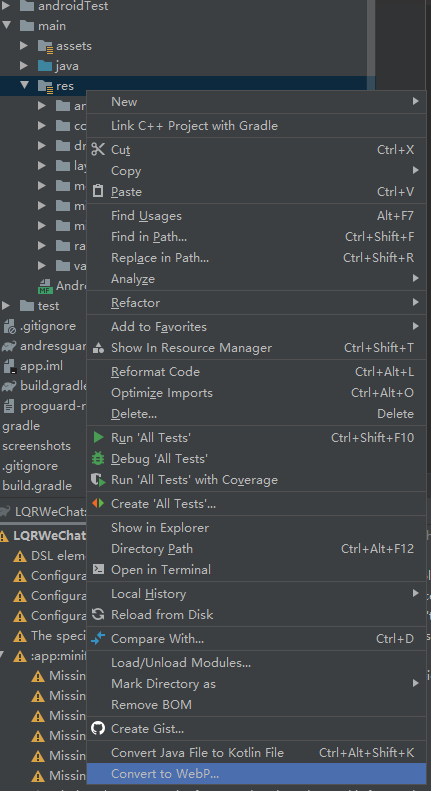 androidTest
main
assets
java
res
New
Link C++ Project with Gradle
Cut Ctrl+X
Copy
Paste Ctrl+V
Find Usages Alt+F7
Find in Path... Ctrl+Shift+F
Replace in Path... Ctrl+Shift+R
Analyze
Refactor
Add to Favorites
Show In Resource Manager Ctrl+Shift+T
Reformat Code Ctrl+Alt+L
Optimize Imports Ctrl+Alt+O
Delete... Delete
Run 'All Tests' Ctrl+Shift+F10
Debug 'All Tests'
Run 'All Tests' with Coverage
Create 'All Tests'...
Show in Explorer
Directory Path Ctrl+Alt+F12
Open in Terminal
Local History
Reload from Disk
Compare With... Ctrl+D
Load/Unload Modules...
Mark Directory as
Remove BOM
Create Gist...
Convert Java File to Kotlin File Ctrl+Alt+Shift+K
Convert to WebP...
an
co
dr
lay
m
mi
ra
va
Andro
test
.gitignore
andresguar
app.iml
build.gradle
proguard-r
gradle
screenshots
.gitignore
build.gradle
LQRWeChat:
LQRWeChat
DSL elem
Configura
Configura
Configura
The speci
:app:minif
Missin
Missin
Missin
Missin
Missin
Missin